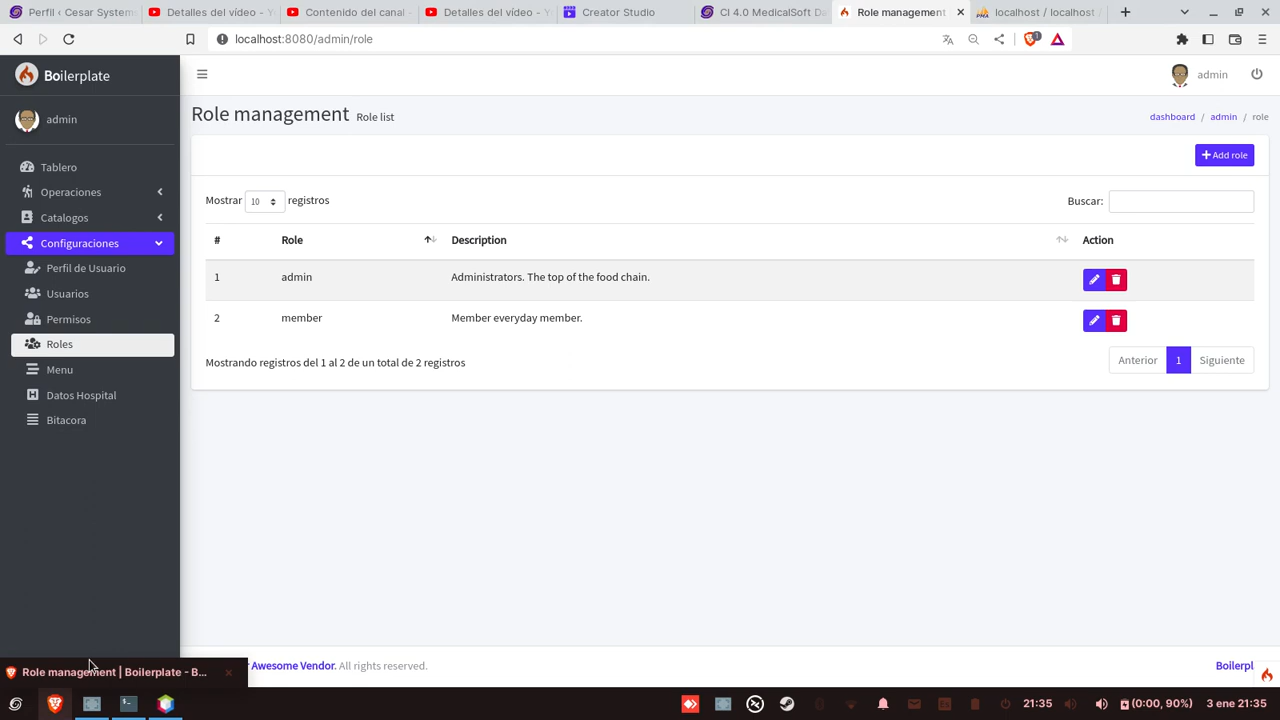 Perfil ‹ Cesar System
Detalles del vídeo - Y
Contenido del canal -
Detalles del vídeo - Y
Creator Studio
CI 4.0 MedicalSoft Da
Role management
localhost / localhost
localhost:8080/admin/role
1
Boilerplate
admin
admin
Role management Role list
dashboard / admin / role
Tablero
Operaciones
Catalogos
Configuraciones
Perfil de Usuario
Usuarios
Permisos
Roles
Menu
Datos Hospital
Bitacora
Add role
Mostrar 10 registros
Buscar:
# Role Description Action
1 admin Administrators. The top of the food chain.
2 member Member everyday member.
Mostrando registros del 1 al 2 de un total de 2 registros
Anterior 1 Siguiente
Awesome Vendor. All rights reserved.
Boilerpl
Role management | Boilerplate - B...
21:35
(0:00, 90%)
3 ene 21:35